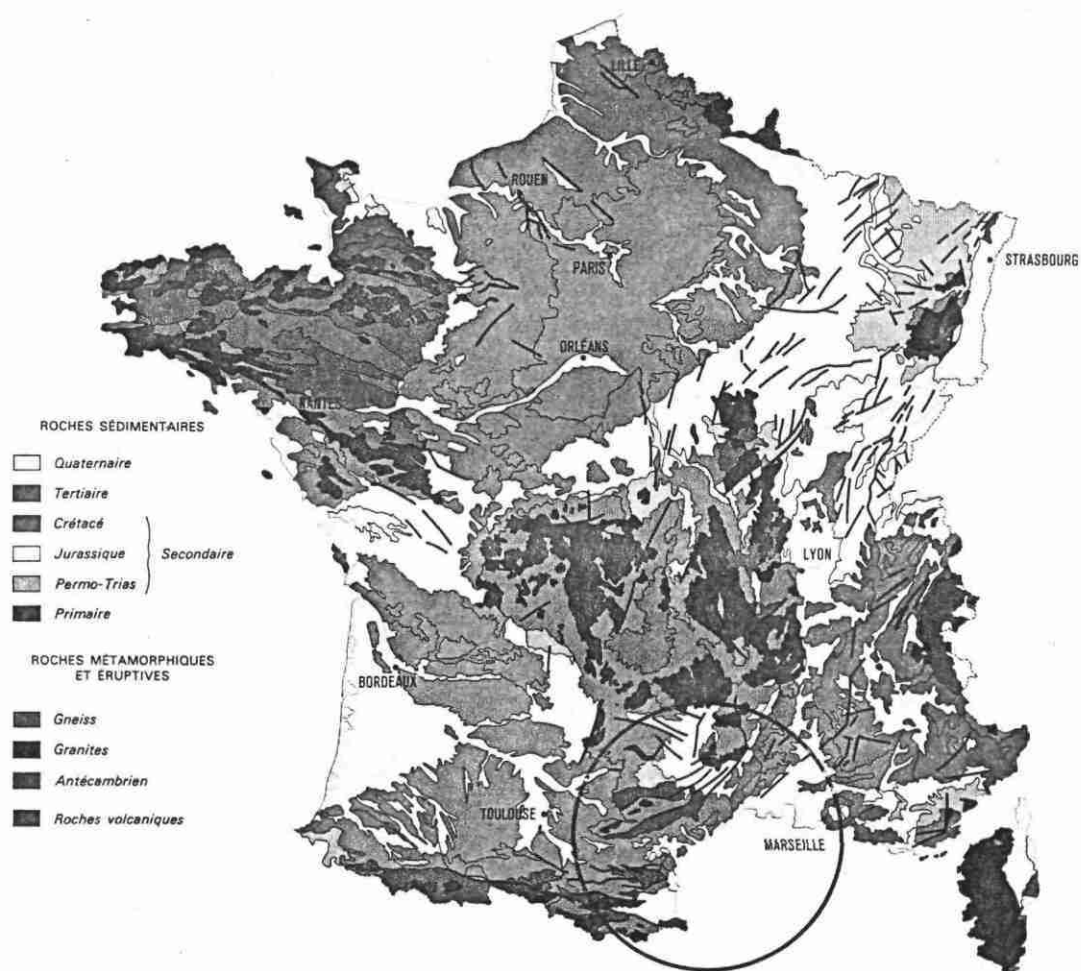 LILLE
ROUEN
PARIS
STRASBOURG
ORLÉANS
NANTES
ROCHES SÉDIMENTAIRES
Quaternaire
Tertiaire
Crétacé
Jurassique Secondaire
Permo-Trias
Primaire
LYON
ROCHES MÉTAMORPHIQUES
ET ÉRUPTIVES
BORDEAUX
Gneiss
Granites
Antécambrien
Roches volcaniques
TOULOUSE
MARSEILLE